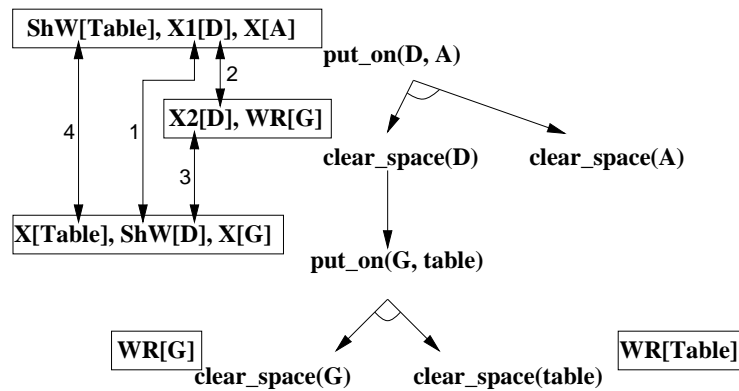 ShW[Table], X1[D], X[A]
put_on(D, A)
2
X2[D], WR[G]
4
1
clear_space(D)
clear_space(A)
3
X[Table], ShW[D], X[G]
put_on(G, table)
WR[G]
WR[Table]
clear_space(G)
clear_space(table)